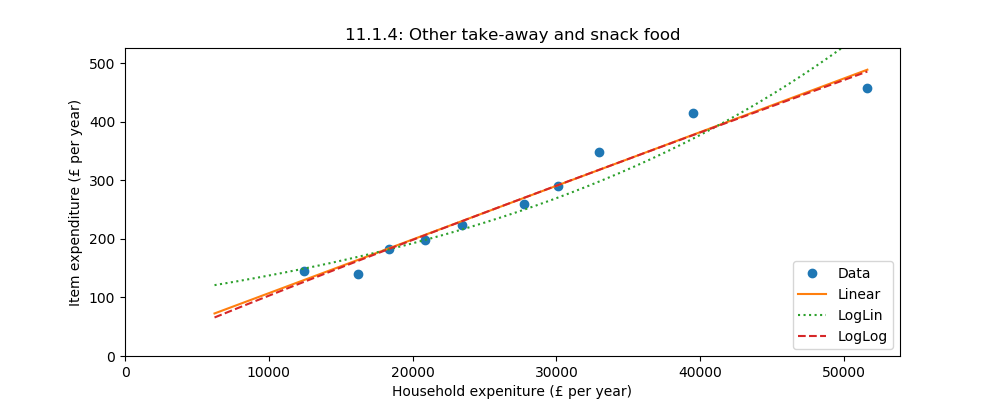 11.1.4: Other take-away and snack food
Item expenditure (£ per year)
500
400
300
200
100
0
0 10000 20000 30000 40000 50000
Household expeniture (£ per year)
Data
Linear
LogLin
LogLog